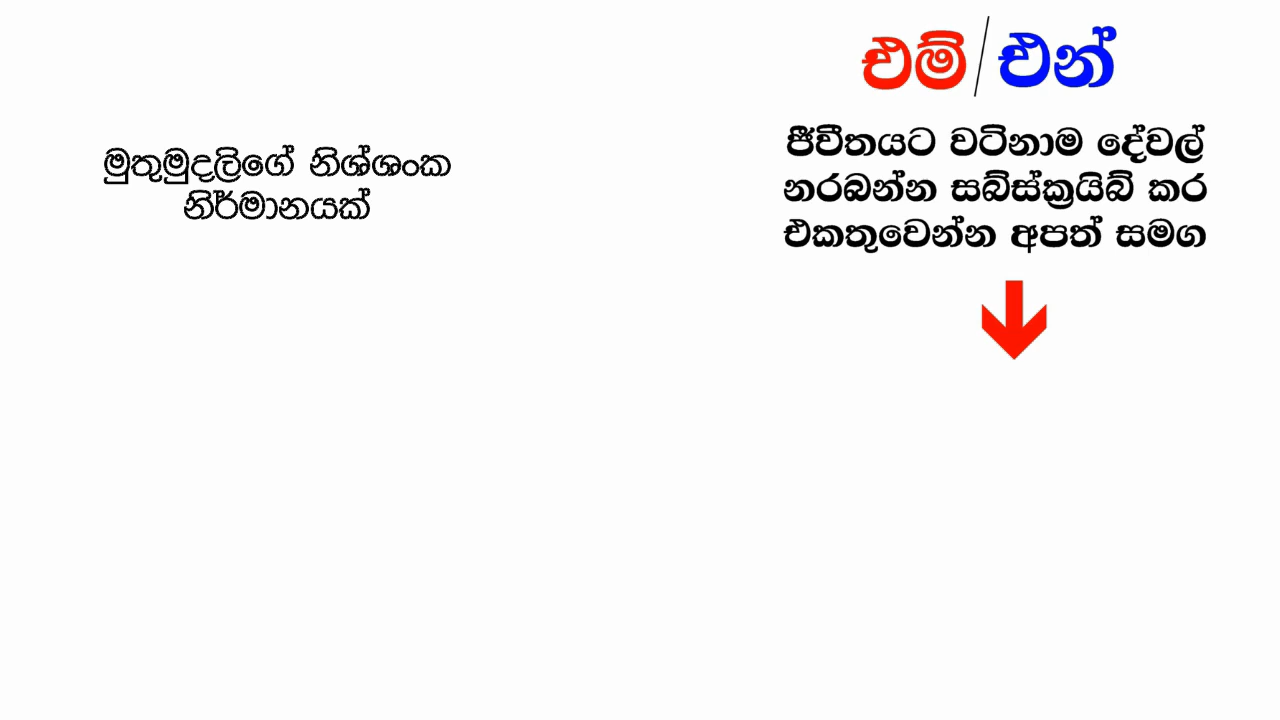 එම්/එන්
මුතුමුදලිගේ නිශ්ශංක
නිර්මානයක්
ජීවිතයට වටිනාම දේවල්
නරබන්න සබ්ස්ක්‍රයිබ් කර
එකතුවෙන්න අපත් සමග